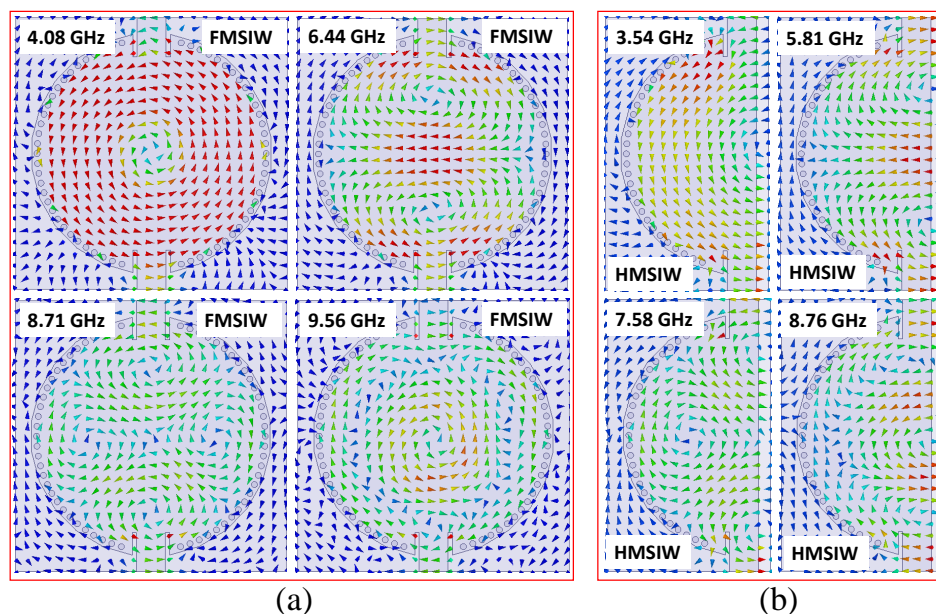 4.08 GHz FMSIW 6.44 GHz FMSIW 3.54 GHz 5.81 GHz
HMSIW HMSIW
8.71 GHz FMSIW 9.56 GHz FMSIW 7.58 GHz 8.76 GHz
HMSIW HMSIW
(a) (b)